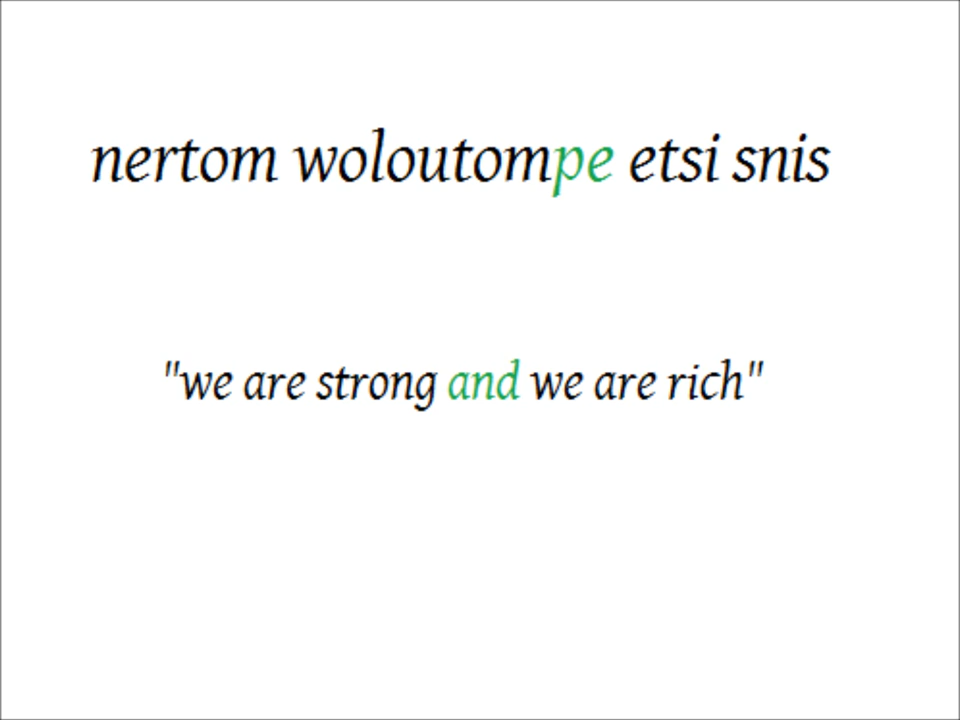 nertom woloutompe etsi snis
"we are strong and we are rich"